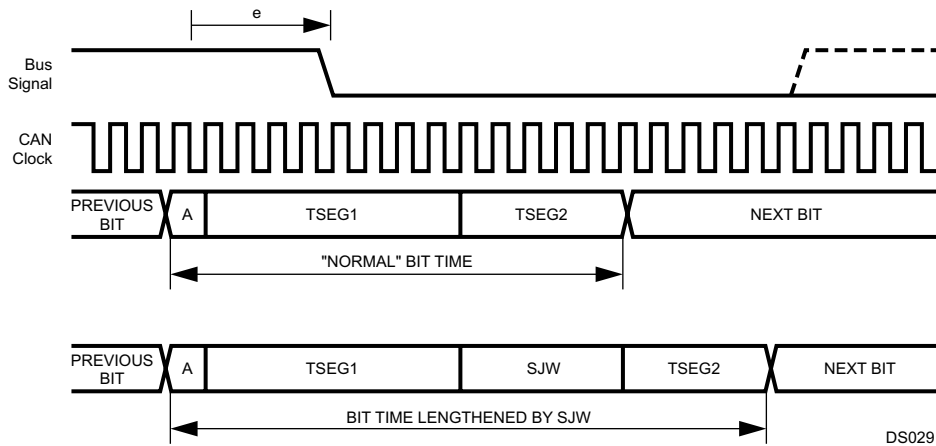 e
Bus
Signal
CAN
Clock
PREVIOUS
BIT
A
TSEG1
TSEG2
NEXT BIT
"NORMAL" BIT TIME
PREVIOUS
BIT
A
TSEG1
SJW
TSEG2
NEXT BIT
BIT TIME LENGTHENED BY SJW
DS029